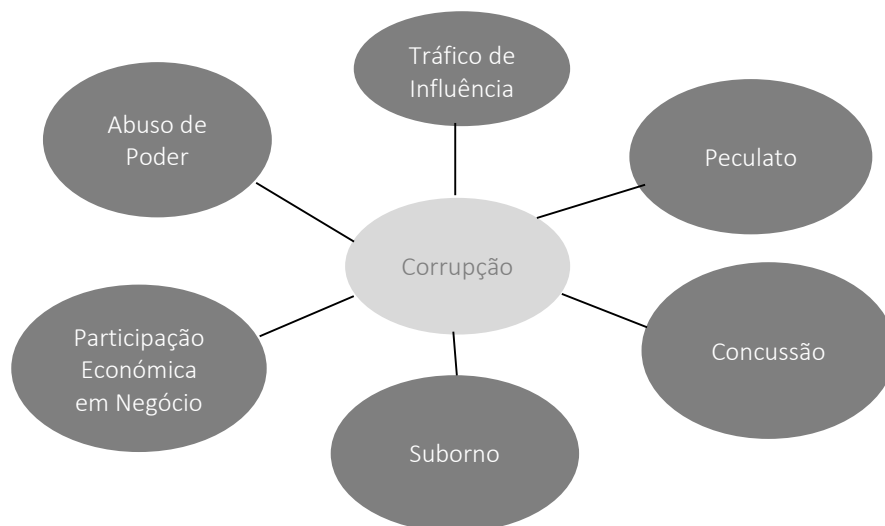 Tráfico de
Influência
Abuso de
Poder
Peculato
Corrupção
Participação
Económica
em Negócio
Concussão
Suborno